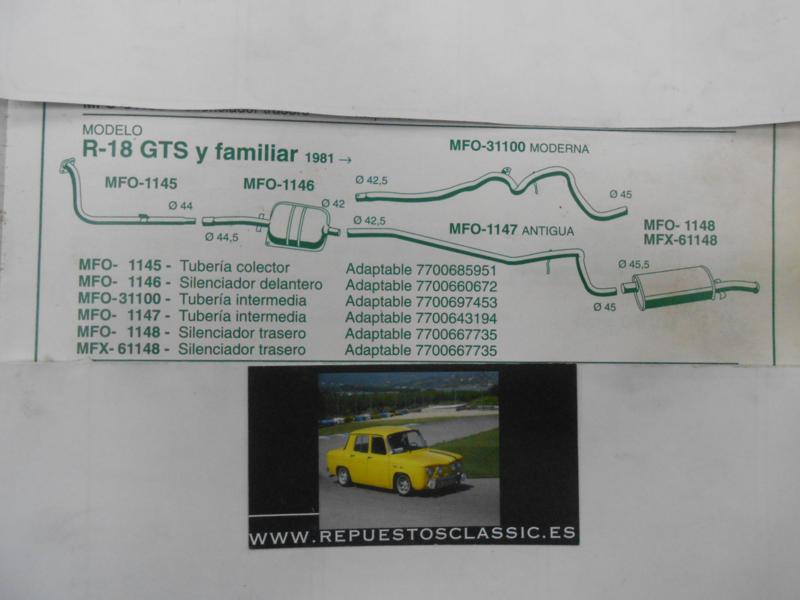 MODELO
R-18 GTS y familiar 1981 →
MFO-31100 MODERNA
MFO-1145
MFO-1146
Ø 42,5
Ø 45
Ø 44
Ø 42
Ø 44,5
Ø 42,5
MFO-1147 ANTIGUA
MFO- 1148
MFX-61148
Ø 45,5
Ø 45
MFO- 1145 - Tubería colector Adaptable 7700685951
MFO- 1146 - Silenciador delantero Adaptable 7700660672
MFO-31100 - Tubería intermedia Adaptable 7700697453
MFO- 1147 - Tubería intermedia Adaptable 7700643194
MFO- 1148 - Silenciador trasero Adaptable 7700667735
MFX- 61148 - Silenciador trasero Adaptable 7700667735
WWW.REPUESTOSCLASSIC.ES